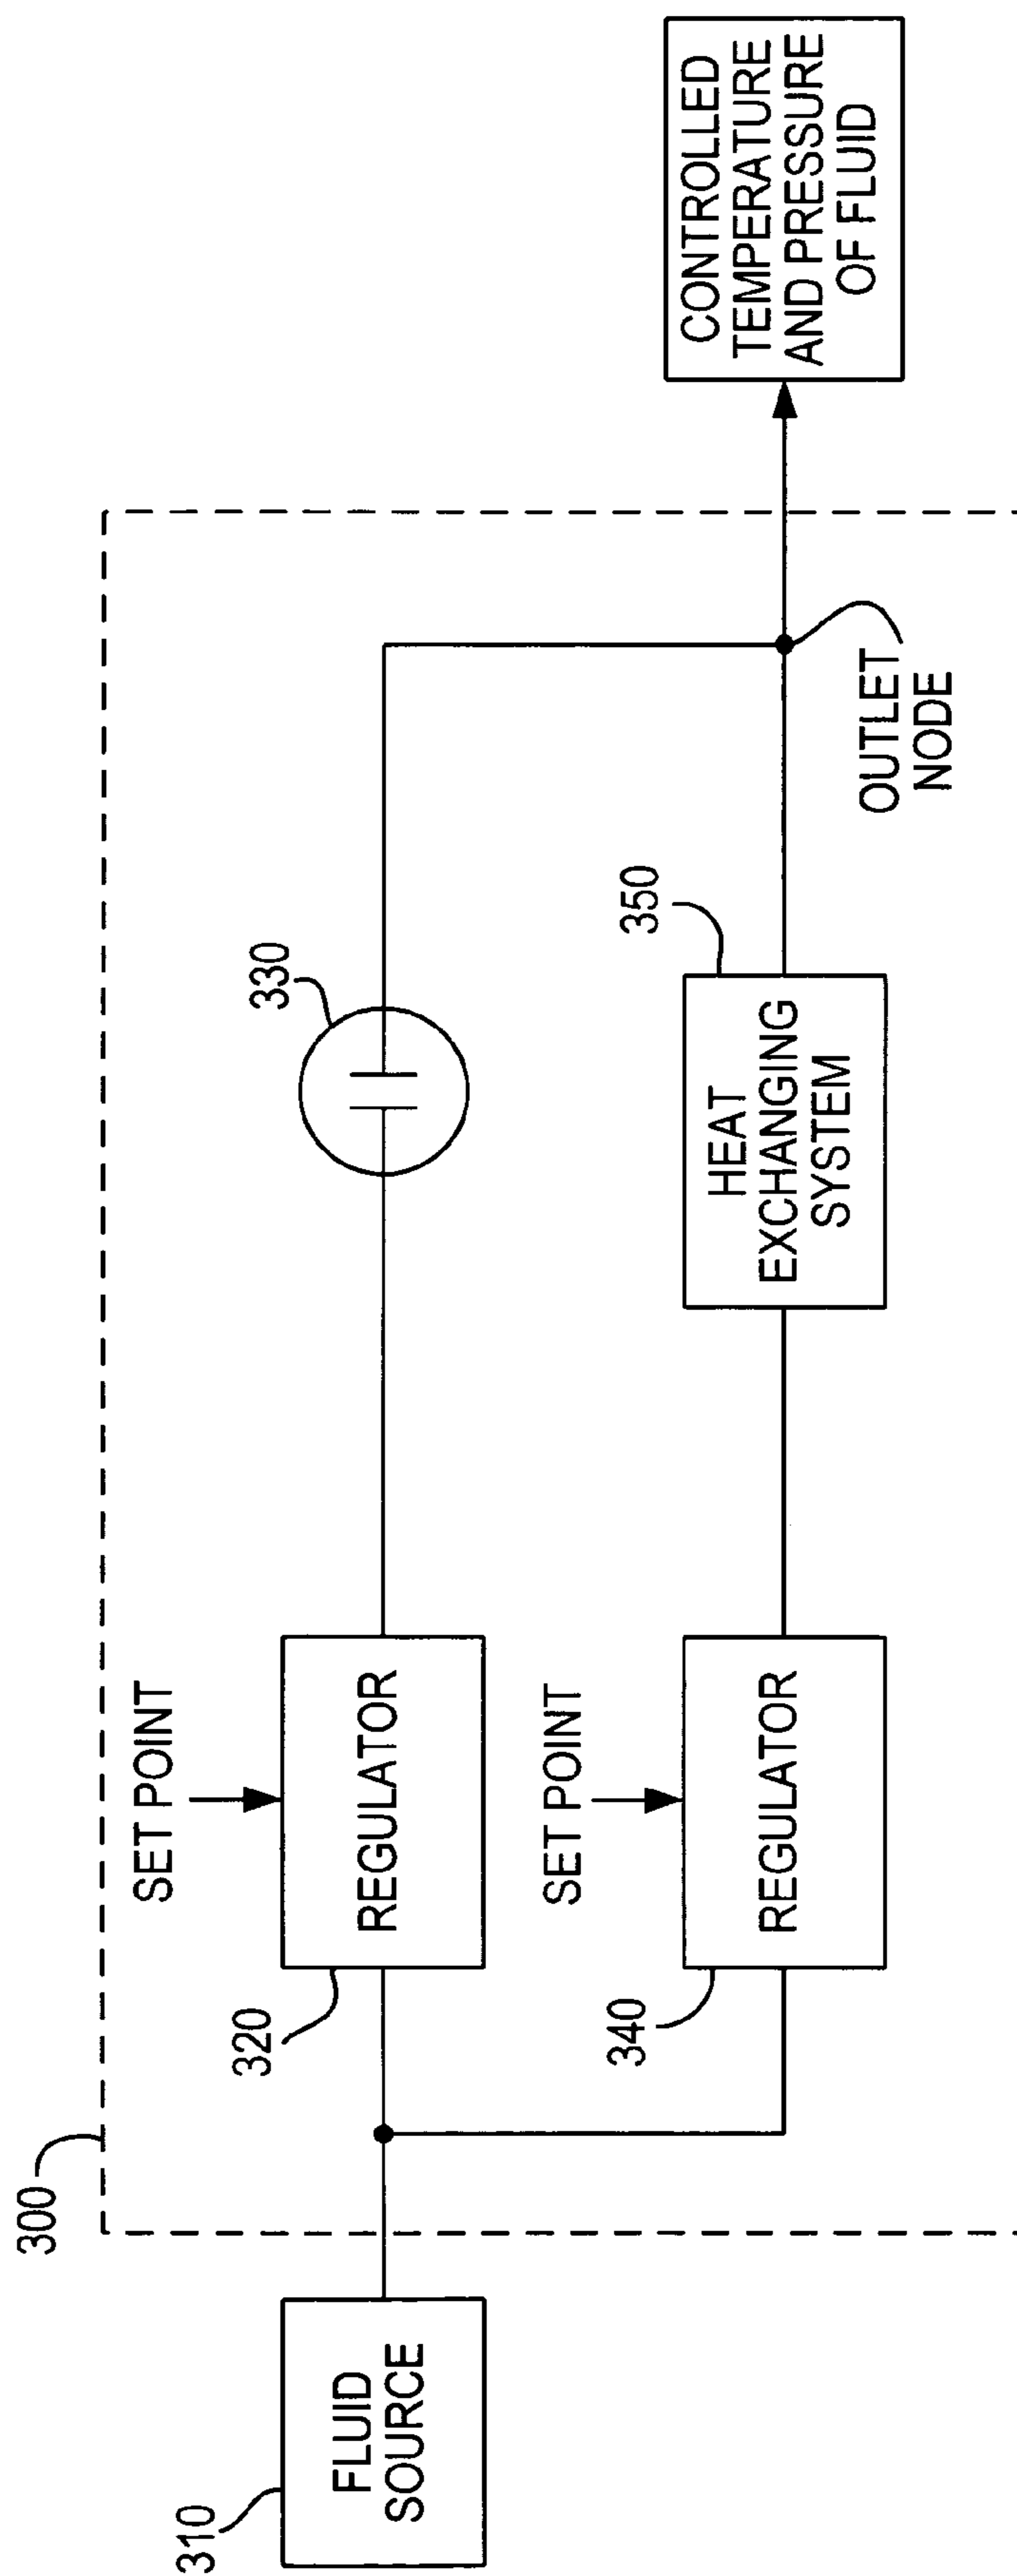 300
310
FLUID
SOURCE
SET POINT
320
REGULATOR
330
SET POINT
340
REGULATOR
350
HEAT
EXCHANGING
SYSTEM
OUTLET
NODE
CONTROLLED
TEMPERATURE
AND PRESSURE
OF FLUID